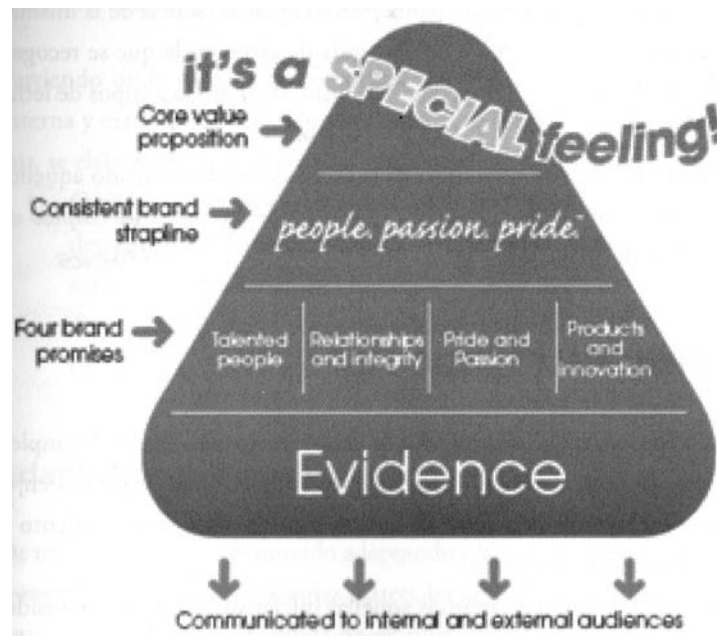 it's a SPECIAL feeling!
Core value
proposition
Consistent brand
strapline
people. passion. pride.™
Four brand
promises
Talented
people
Relationships
and integrity
Pride and
Passion
Products
and
innovation
Evidence
Communicated to internal and external audiences